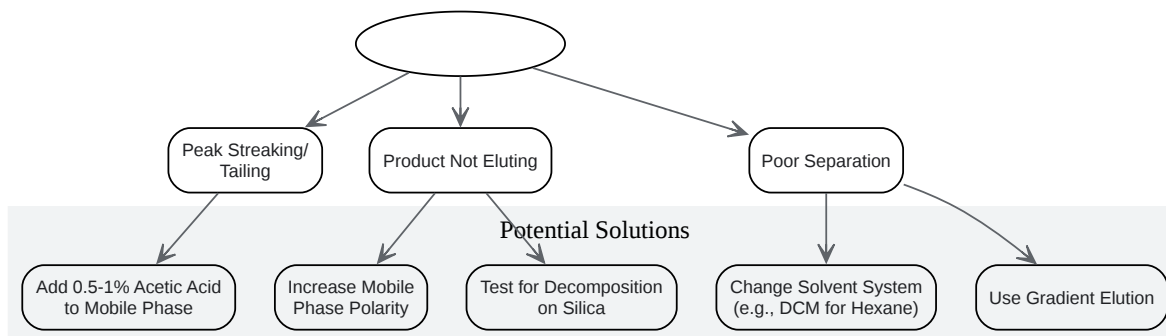 Peak Streaking/
Tailing
Product Not Eluting
Poor Separation
Potential Solutions
Add 0.5-1% Acetic Acid
to Mobile Phase
Increase Mobile
Phase Polarity
Test for Decomposition
on Silica
Change Solvent System
(e.g., DCM for Hexane)
Use Gradient Elution